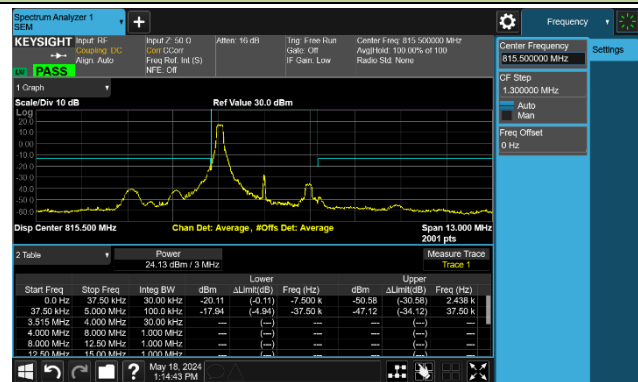 Spectrum Analyzer 1
SEM
Frequency
KEYSIGHT
PASS
Input: RF
Coupling: DC
Align: Auto
Input Z: 50 Ω
Corr CCorr
Freq Ref: Int (S)
NFE: Off
Atten: 16 dB
Trig: Free Run
Gate: Off
IF Gain: Low
Center Freq: 815.500000 MHz
Avg|Hold: 100.00% of 100
Radio Std: None
Center Frequency
815.500000 MHz
Settings
CF Step
1.300000 MHz
Auto
Man
Freq Offset
0 Hz
1 Graph
Scale/Div 10 dB
Ref Value 30.0 dBm
Log
20.0
10.0
0.00
-10.0
-20.0
-30.0
-40.0
-50.0
-60.0
Disp Center 815.500 MHz
Chan Det: Average , #Offs Det: Average
Span 13.000 MHz
2001 pts
2 Table
Power
24.13 dBm / 3 MHz
Measure Trace
Trace 1
Lower Upper
Start Freq Stop Freq Integ BW dBm ΔLimit(dB) Freq (Hz) dBm ΔLimit(dB) Freq (Hz)
0.0 Hz 37.50 kHz 30.00 kHz -20.11 (-0.11) -7.500 k -50.58 (-30.58) 2.438 k
37.50 kHz 5.000 MHz 100.0 kHz -17.94 (-4.94) -37.50 k -47.12 (-34.12) 37.50 k
3.515 MHz 4.000 MHz 30.00 kHz --- (---) --- --- (---) ---
4.000 MHz 8.000 MHz 1.000 MHz --- (---) --- --- (---) ---
8.000 MHz 12.50 MHz 1.000 MHz --- (---) --- --- (---) ---
12.50 MHz 15.00 MHz 1.000 MHz --- (---) --- --- (---) ---
?
May 18, 2024
1:14:43 PM